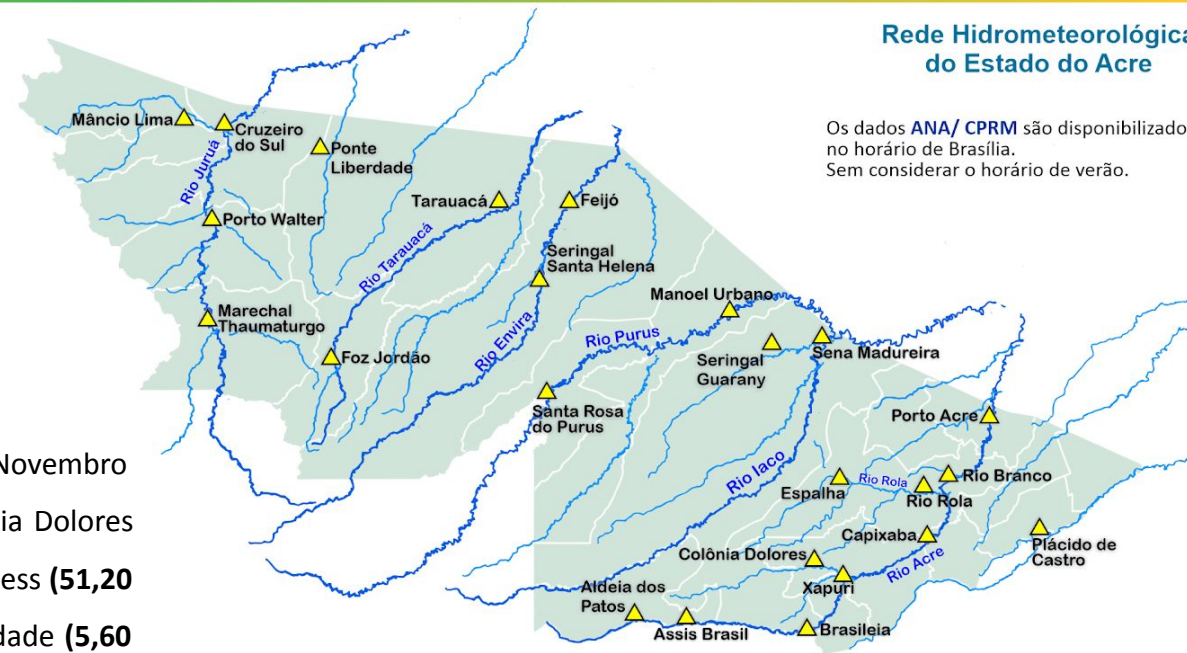 Rede Hidrometeorológica
do Estado do Acre
Os dados ANA/ CPRM são disponibilizado
no horário de Brasília.
Sem considerar o horário de verão.
Mâncio Lima
Cruzeiro
do Sul
Ponte
Liberdade
Rio Juruá
Porto Walter
Tarauacá
Feijó
Rio Tarauacá
Seringal
Santa Helena
Marechal
Thaumaturgo
Foz Jordão
Rio Envira
Manoel Urbano
Rio Purus
Seringal
Guarany
Sena Madureira
Santa Rosa
do Purus
Porto Acre
Rio Iaco
Espalha
Rio Rola
Rio Rola
Rio Branco
Capixaba
Plácido de
Castro
Colônia Dolores
Rio Acre
Xapuri
Aldeia dos
Patos
Assis Brasil
Brasileia
Novembro
ia Dolores
ess (51,20
dade (5,60